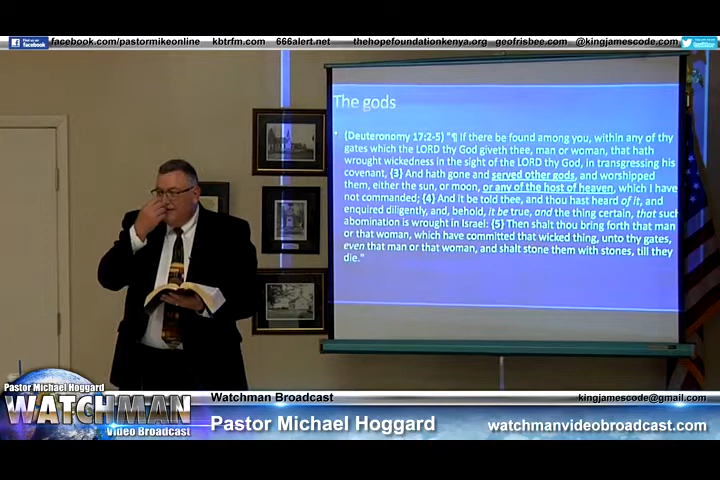 Find us on facebook facebook.com/pastormikeonline kbtrfm.com 666alert.net thehopefoundationkenya.org geofrisbee.com @kingjamescode.com
The gods
• (Deuteronomy 17:2-5) "¶ If there be found among you, within any of thy
gates which the LORD thy God giveth thee, man or woman, that hath
wrought wickedness in the sight of the LORD thy God, in transgressing his
covenant, {3} And hath gone and served other gods, and worshipped
them, either the sun, or moon, or any of the host of heaven, which I have
not commanded; {4} And it be told thee, and thou hast heard of it, and
enquired diligently, and, behold, it be true, and the thing certain, that such
abomination is wrought in Israel: {5} Then shalt thou bring forth that man
or that woman, which have committed that wicked thing, unto thy gates,
even that man or that woman, and shalt stone them with stones, till they
die."
Pastor Michael Hoggard
WATCHMAN
Video Broadcast
Watchman Broadcast
kingjamescode@gmail.com
Pastor Michael Hoggard
watchmanvideobroadcast.com